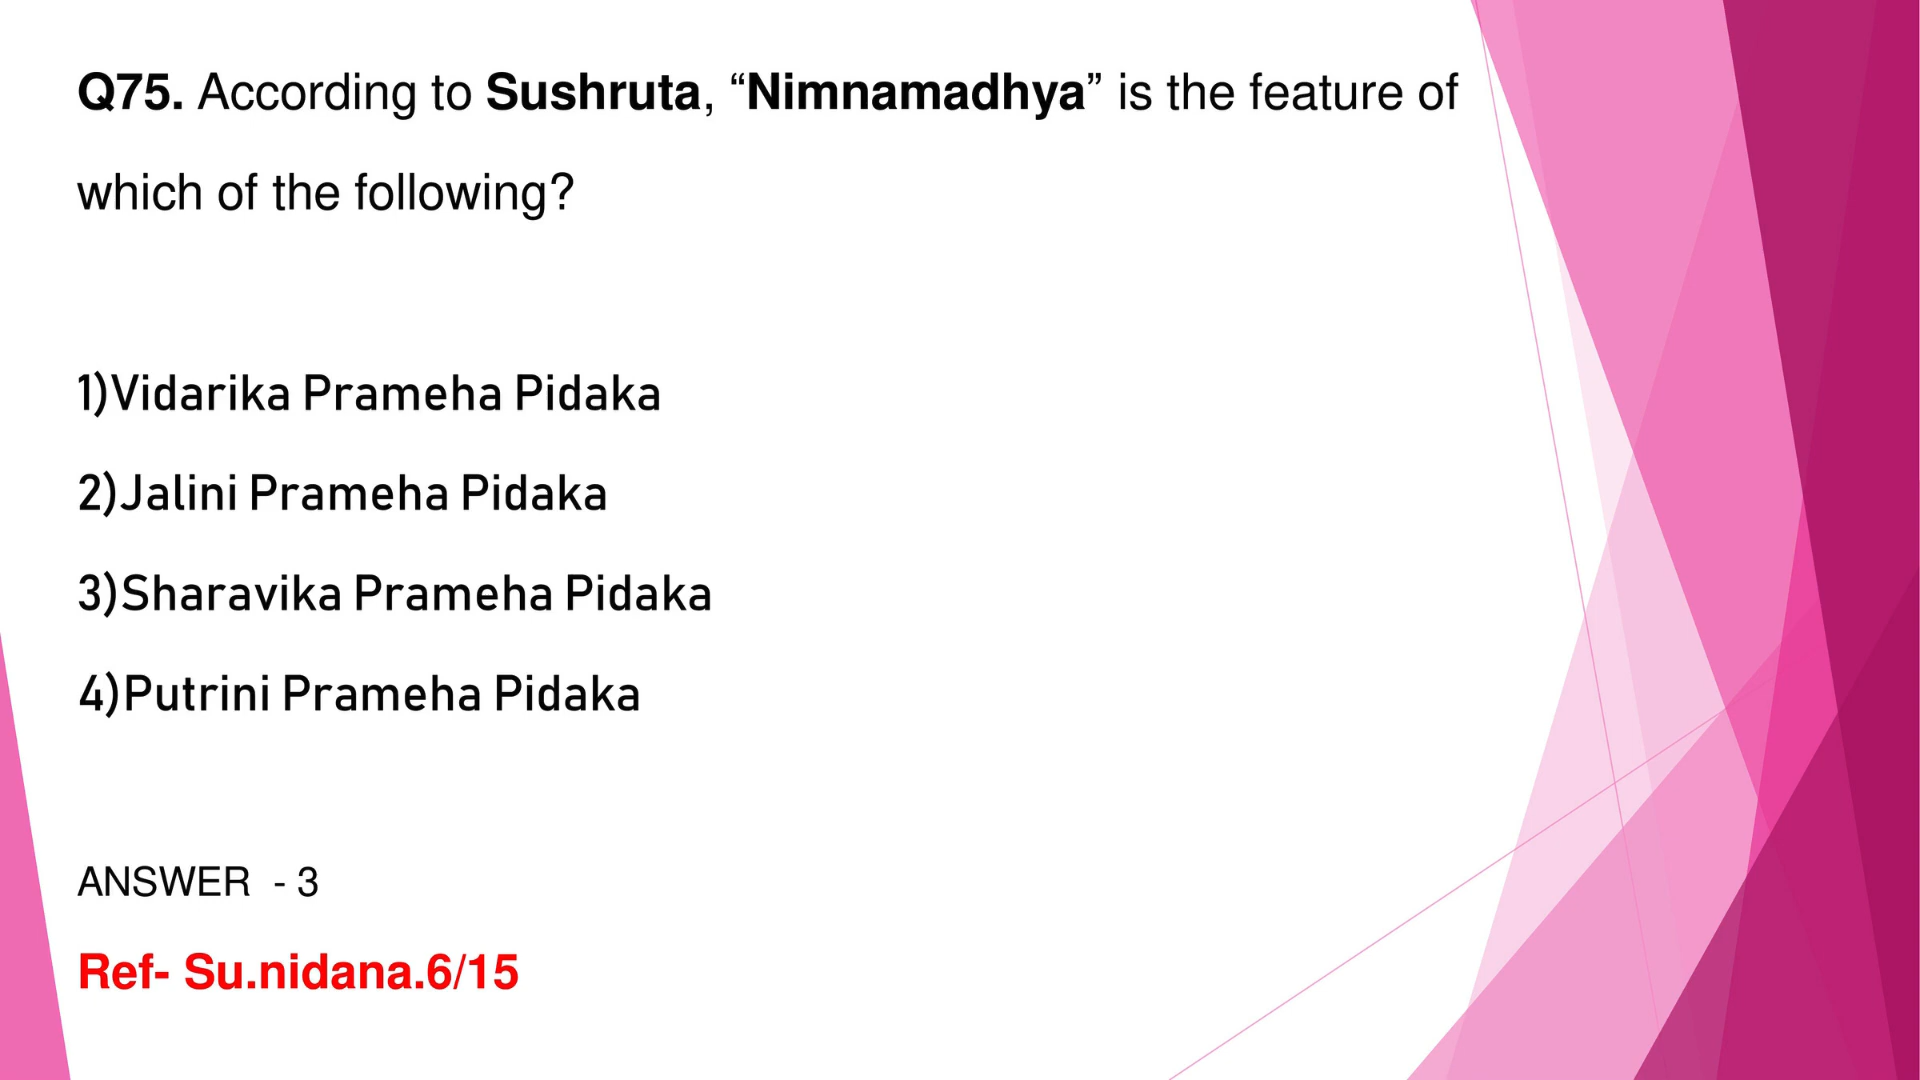 Q75. According to Sushruta, “Nimnamadhya” is the feature of
which of the following?
1)Vidarika Prameha Pidaka
2)Jalini Prameha Pidaka
3)Sharavika Prameha Pidaka
4)Putrini Prameha Pidaka
ANSWER - 3
Ref- Su.nidana.6/15